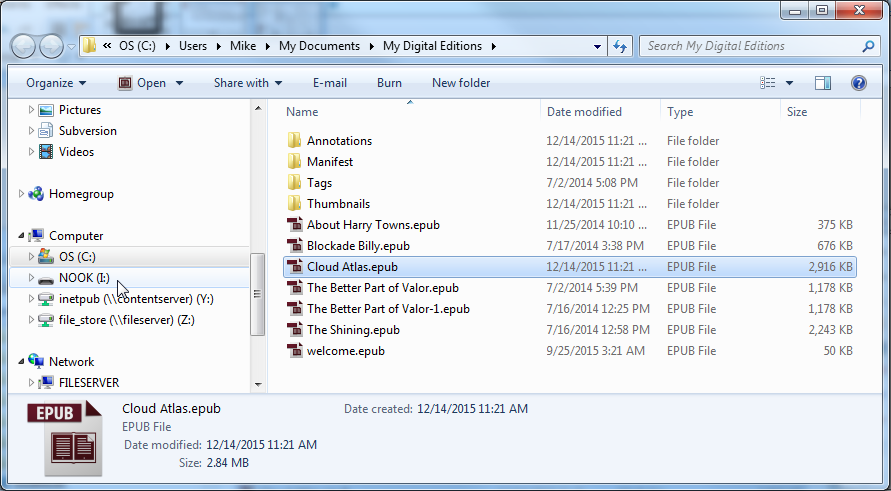 « OS (C:) ▸ Users ▸ Mike ▸ My Documents ▸ My Digital Editions ▸
Search My Digital Editions
Organize Open Share with E-mail Burn New folder
Pictures
Subversion
Videos
Homegroup
Computer
OS (C:)
NOOK (I:)
inetpub (\\contentserver) (Y:)
file_store (\\fileserver) (Z:)
Network
FILESERVER
Name Date modified Type Size
Annotations 12/14/2015 11:21 ... File folder
Manifest 12/14/2015 11:21 ... File folder
Tags 7/2/2014 5:08 PM File folder
Thumbnails 12/14/2015 11:21 ... File folder
About Harry Towns.epub 11/25/2014 10:10 ... EPUB File 375 KB
Blockade Billy.epub 7/17/2014 3:38 PM EPUB File 676 KB
Cloud Atlas.epub 12/14/2015 11:21 ... EPUB File 2,916 KB
The Better Part of Valor.epub 7/2/2014 5:39 PM EPUB File 1,178 KB
The Better Part of Valor-1.epub 7/16/2014 12:25 PM EPUB File 1,178 KB
The Shining.epub 7/16/2014 12:58 PM EPUB File 2,243 KB
welcome.epub 9/25/2015 3:21 AM EPUB File 50 KB
EPUB
Cloud Atlas.epub
EPUB File
Date modified: 12/14/2015 11:21 AM
Size: 2.84 MB
Date created: 12/14/2015 11:21 AM